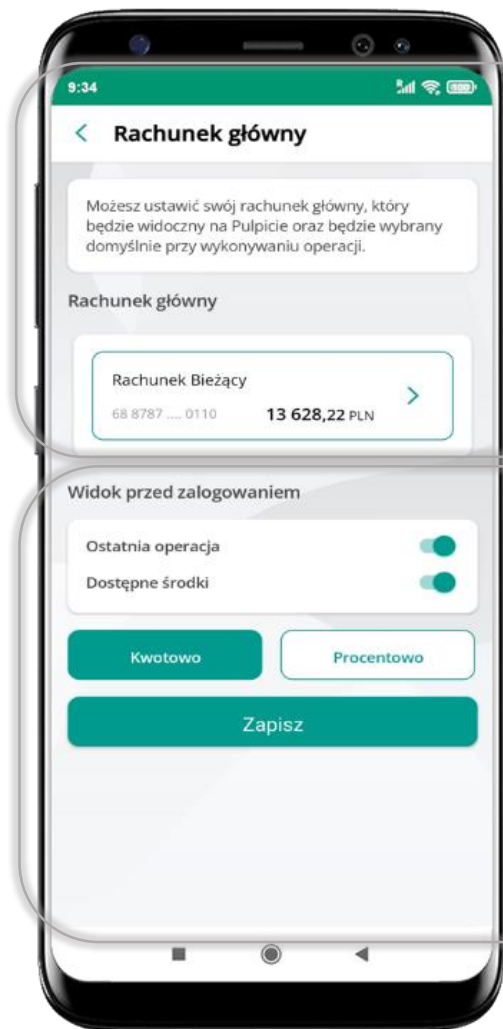 9:34
Rachunek główny
Możesz ustawić swój rachunek główny, który
będzie widoczny na Pulpicie oraz będzie wybrany
domyślnie przy wykonywaniu operacji.
Rachunek główny
Rachunek Bieżący
68 8787 .... 0110 13 628,22 PLN
Widok przed zalogowaniem
Ostatnia operacja
Dostępne środki
Kwotowo Procentowo
Zapisz